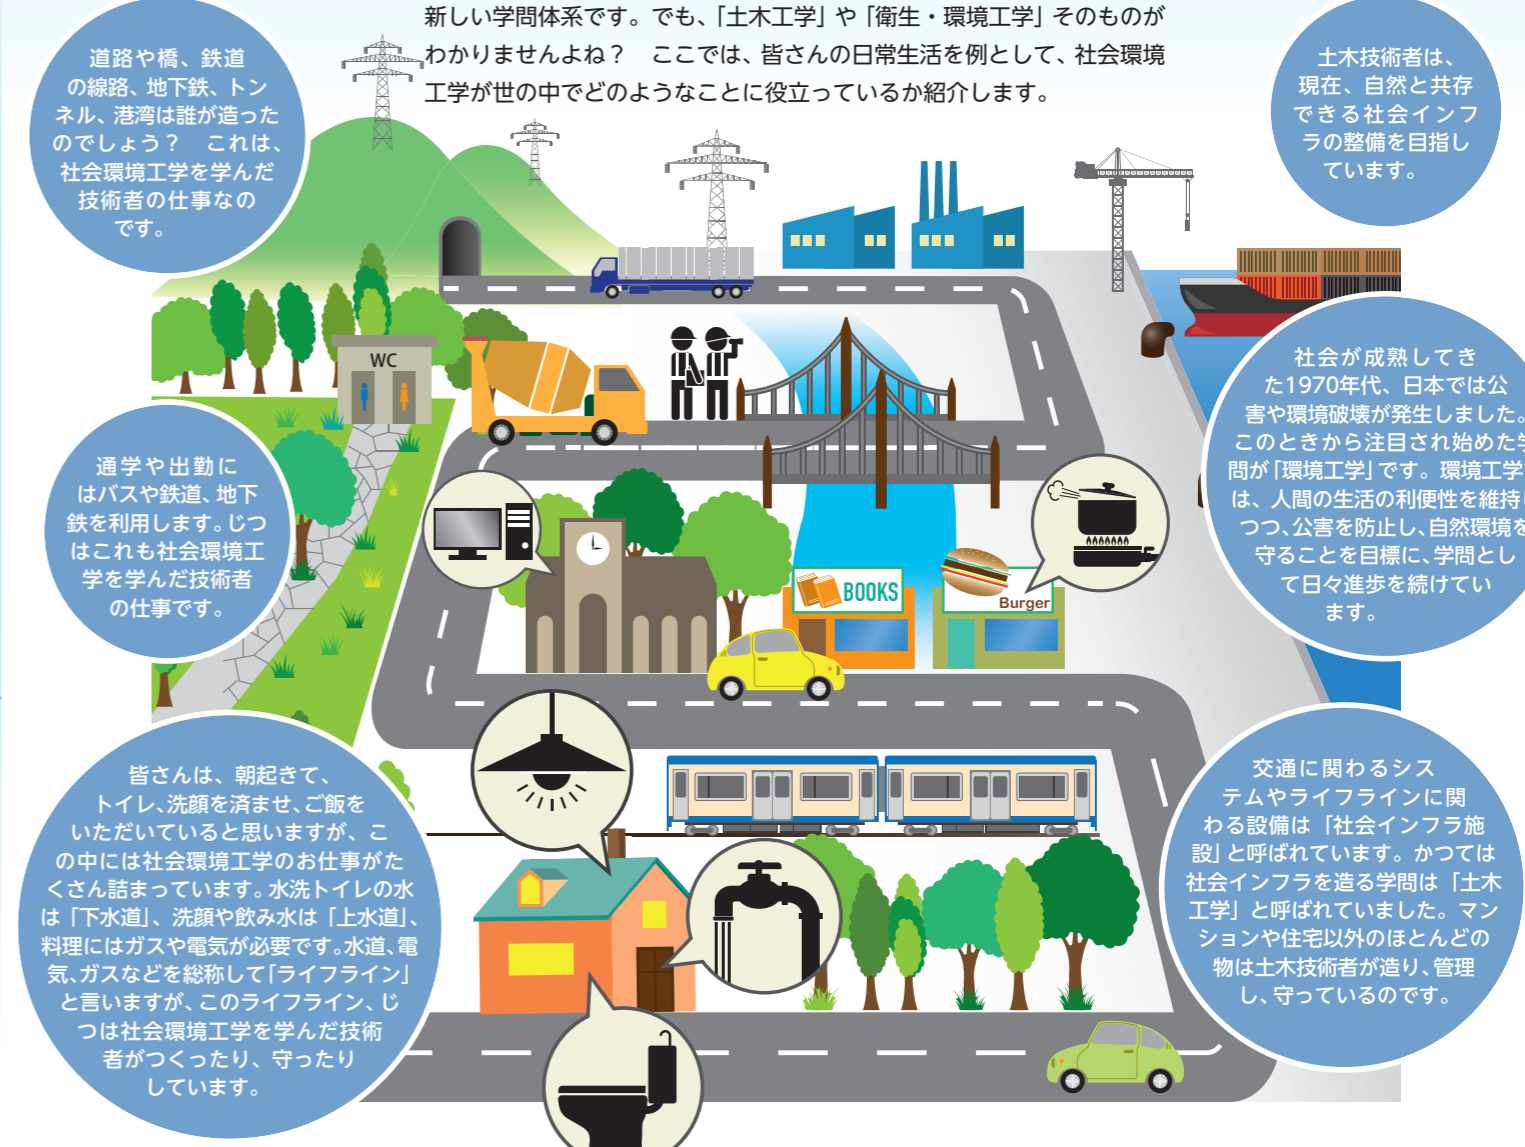 新しい学問体系です。でも、「土木工学」や「衛生・環境工学」そのものが
わかりませんよね？　ここでは、皆さんの日常生活を例として、社会環境
工学が世の中でどのようなことに役立っているか紹介します。
道路や橋、鉄道
の線路、地下鉄、トン
ネル、港湾は誰が造った
のでしょう？　これは、
社会環境工学を学んだ
技術者の仕事なの
です。
土木技術者は、
現在、自然と共存
できる社会インフ
ラの整備を目指し
ています。
WC
社会が成熟してき
た1970年代、日本では公
害や環境破壊が発生しました。
このときから注目され始めた学
問が「環境工学」です。環境工学
は、人間の生活の利便性を維持
つつ、公害を防止し、自然環境を
守ることを目標に、学問とし
て日々進歩を続けてい
ます。
通学や出勤に
はバスや鉄道、地下
鉄を利用します。じつ
はこれも社会環境工
学を学んだ技術者
の仕事です。
BOOKS
Burger
皆さんは、朝起きて、
トイレ、洗顔を済ませ、ご飯を
いただいていると思いますが、こ
の中には社会環境工学のお仕事がた
くさん詰まっています。水洗トイレの水
は「下水道」、洗顔や飲み水は「上水道」、
料理にはガスや電気が必要です。水道、電
気、ガスなどを総称して「ライフライン」
と言いますが、このライフライン、じ
つは社会環境工学を学んだ技術
者がつくったり、守ったり
しています。
交通に関わるシス
テムやライフラインに関
わる設備は「社会インフラ施
設」と呼ばれています。かつては
社会インフラを造る学問は「土木
工学」と呼ばれていました。マン
ションや住宅以外のほとんどの
物は土木技術者が造り、管理
し、守っているのです。